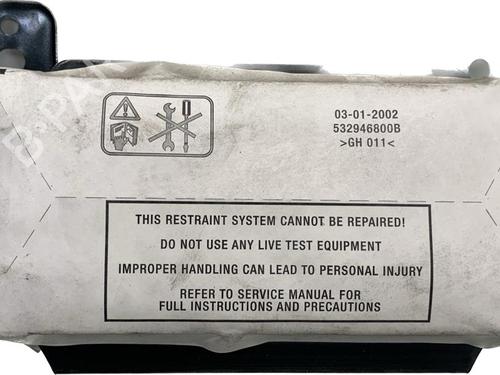 03-01-2002
532946800B
>GH 011<
THIS RESTRAINT SYSTEM CANNOT BE REPAIRED!
DO NOT USE ANY LIVE TEST EQUIPMENT
IMPROPER HANDLING CAN LEAD TO PERSONAL INJURY
REFER TO SERVICE MANUAL FOR
FULL INSTRUCTIONS AND PRECAUTIONS